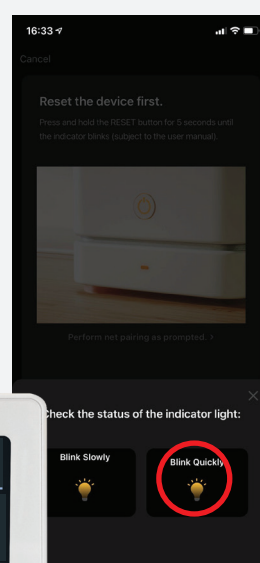 16:33
Cancel
Reset the device first.
Press and hold the RESET button for 5 seconds until
the indicator blinks (subject to the user manual).
Perform net pairing as prompted. >
Check the status of the indicator light:
Blink Slowly
Blink Quickly